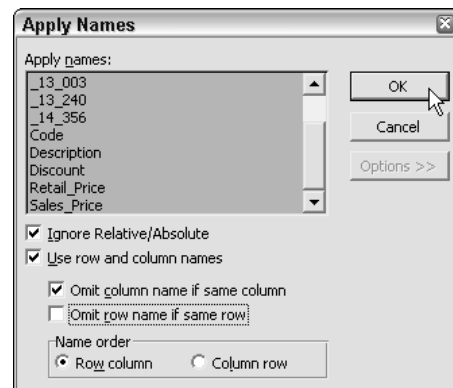 Apply Names
Apply names:
_13_003
_13_240
_14_356
Code
Description
Discount
Retail_Price
Sales_Price
OK
Cancel
Options >>
Ignore Relative/Absolute
Use row and column names
Omit column name if same column
Omit row name if same row
Name order
Row column
Column row